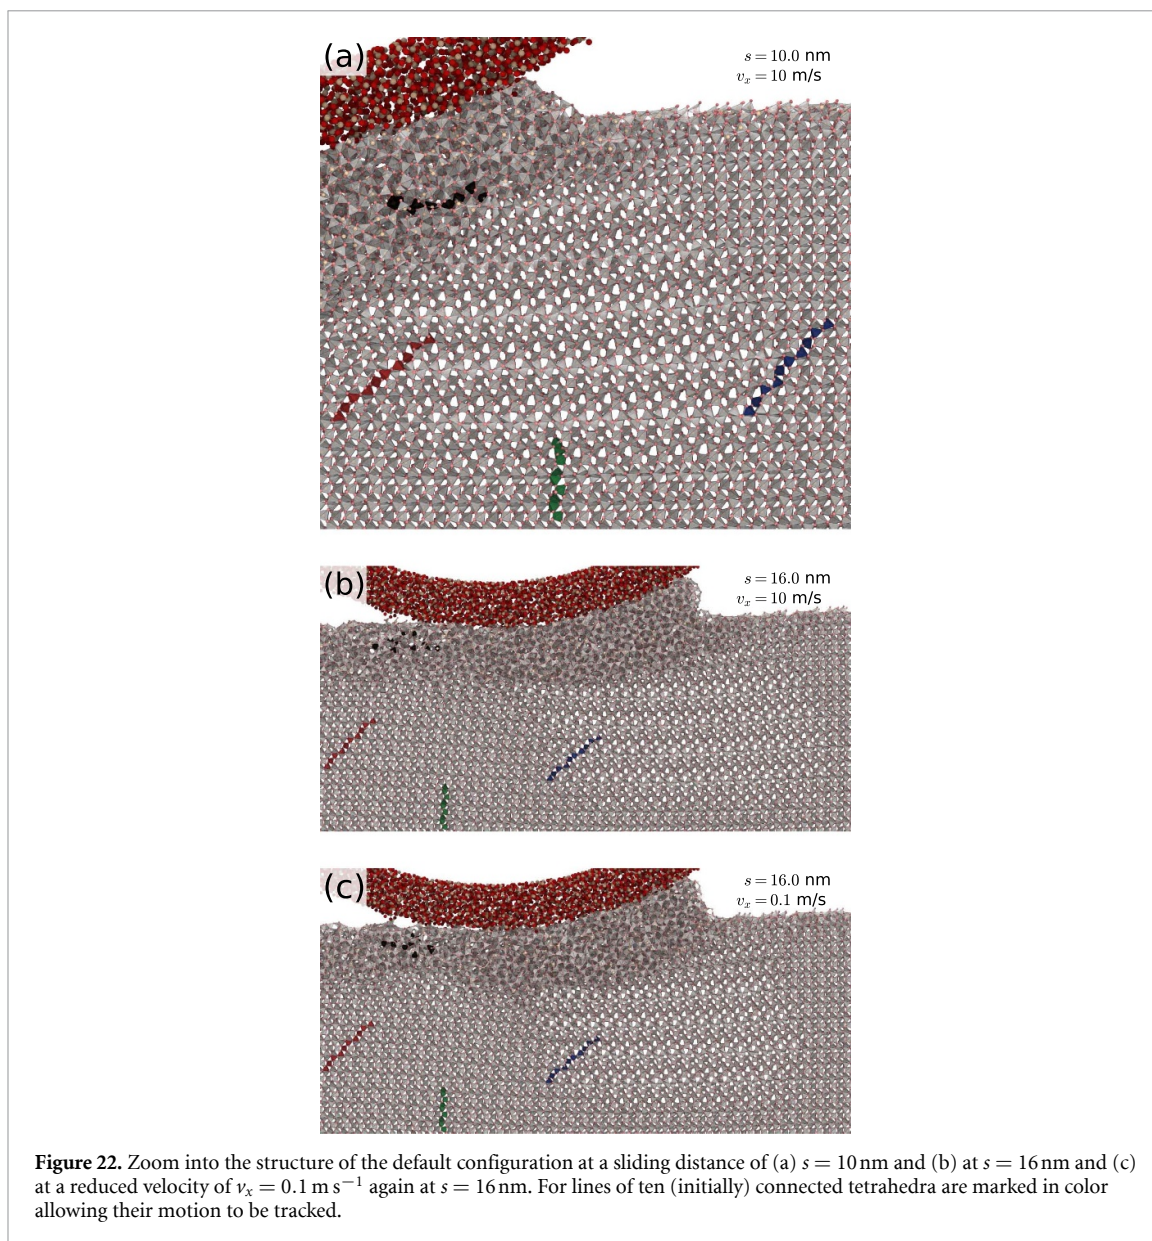 (a)
s = 10.0 nm
vₓ = 10 m/s
(b)
s = 16.0 nm
vₓ = 10 m/s
(c)
s = 16.0 nm
vₓ = 0.1 m/s
Figure 22. Zoom into the structure of the default configuration at a sliding distance of (a) s = 10 nm and (b) at s = 16 nm and (c)
at a reduced velocity of vₓ = 0.1 m s⁻¹ again at s = 16 nm. For lines of ten (initially) connected tetrahedra are marked in color
allowing their motion to be tracked.